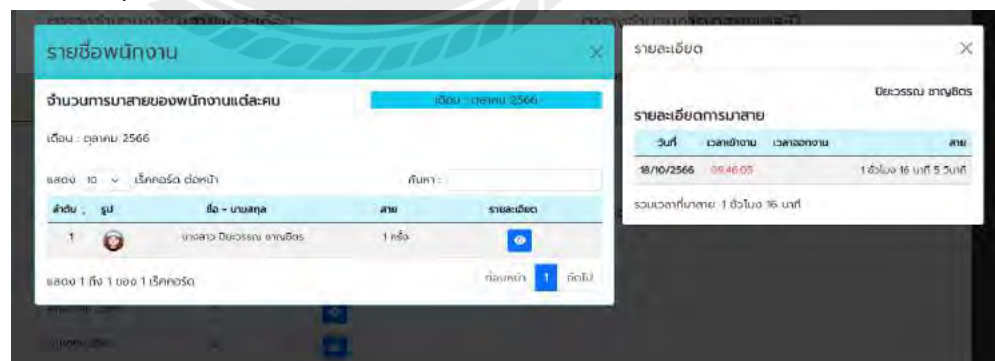 รายชื่อพนักงาน
จำนวนการมาสายของพนักงานแต่ละคน
เดือน : ตุลาคม 2566
เดือน : ตุลาคม 2566
แสดง 10 เร็คคอร์ด ต่อหน้า
ค้นหา :
ลำดับ รูป ชื่อ - นามสกุล สาย รายละเอียด
1 นางสาว ปิยะวรรณ ชาญฉัตร 1 ครั้ง
แสดง 1 ถึง 1 ของ 1 เร็คคอร์ด
ก่อนหน้า 1 ถัดไป
รายละเอียด
ปิยะวรรณ ชาญฉัตร
รายละเอียดการมาสาย
วันที่ เวลาเข้างาน เวลาออกงาน สาย
18/10/2566 09:46:05 1 ชั่วโมง 16 นาที 5 วินาที
รวมเวลาที่มาสาย 1 ชั่วโมง 16 นาที